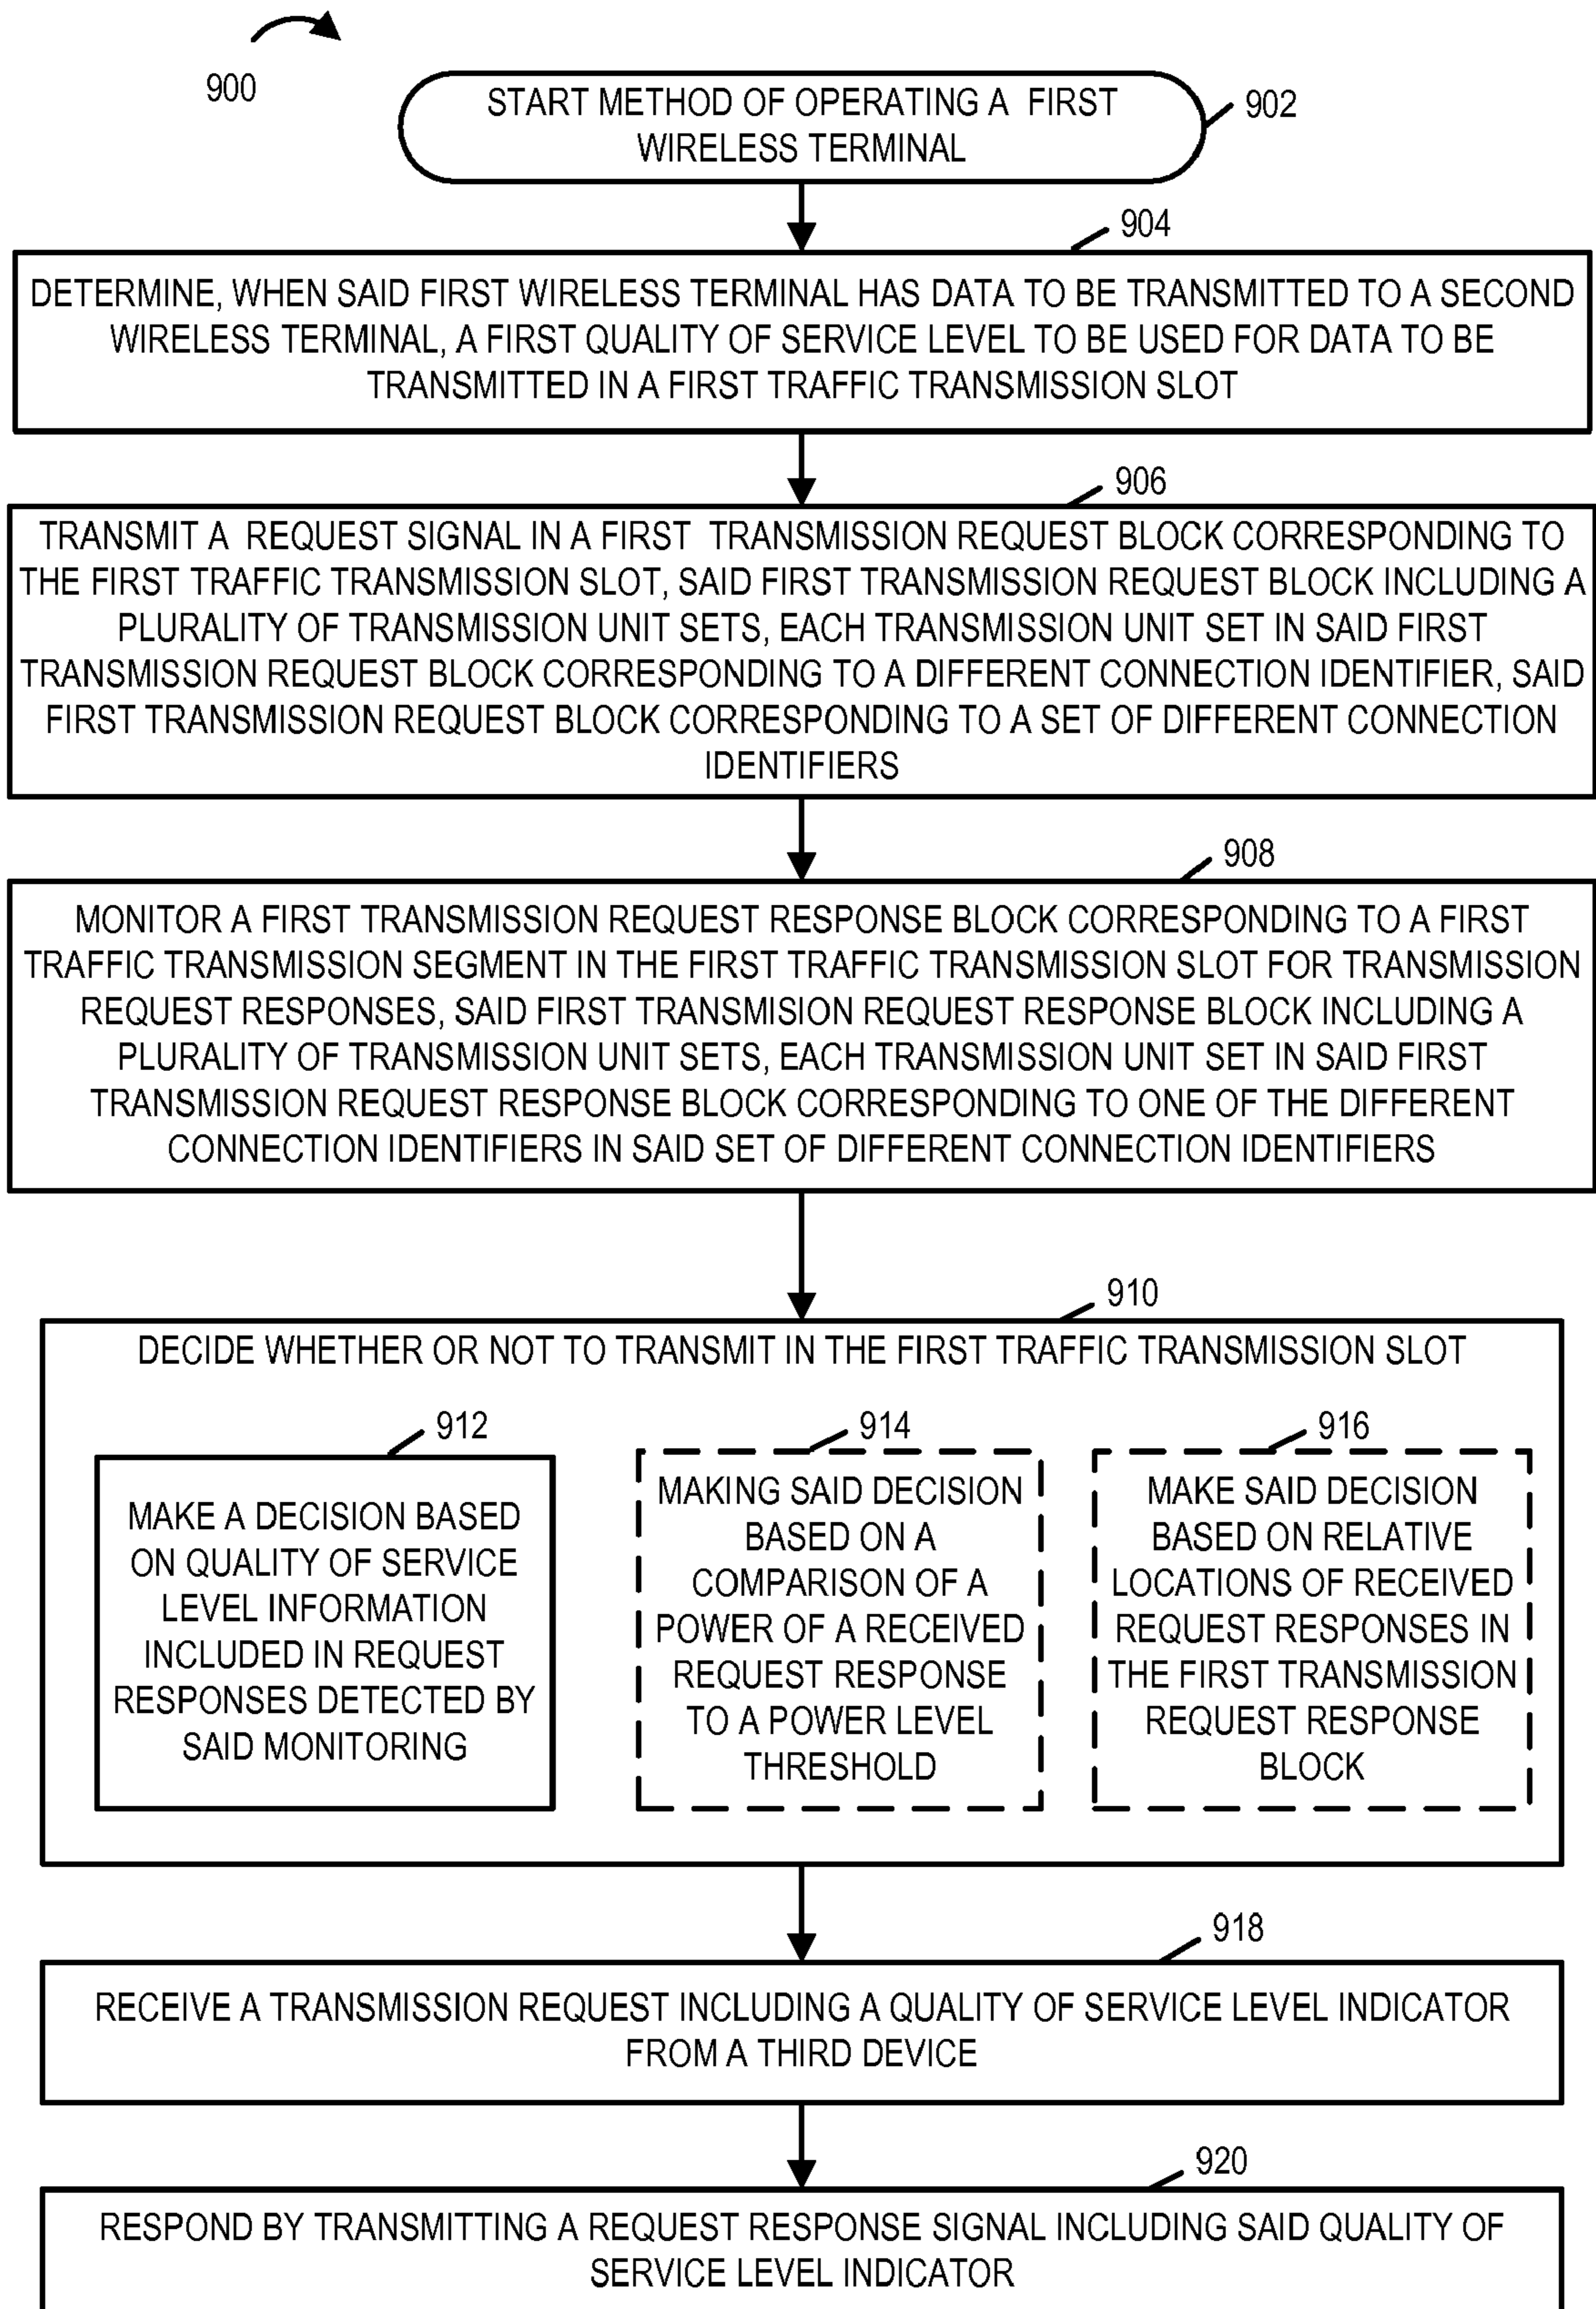 900
START METHOD OF OPERATING A FIRST
WIRELESS TERMINAL
902
904
DETERMINE, WHEN SAID FIRST WIRELESS TERMINAL HAS DATA TO BE TRANSMITTED TO A SECOND
WIRELESS TERMINAL, A FIRST QUALITY OF SERVICE LEVEL TO BE USED FOR DATA TO BE
TRANSMITTED IN A FIRST TRAFFIC TRANSMISSION SLOT
906
TRANSMIT A REQUEST SIGNAL IN A FIRST TRANSMISSION REQUEST BLOCK CORRESPONDING TO
THE FIRST TRAFFIC TRANSMISSION SLOT, SAID FIRST TRANSMISSION REQUEST BLOCK INCLUDING A
PLURALITY OF TRANSMISSION UNIT SETS, EACH TRANSMISSION UNIT SET IN SAID FIRST
TRANSMISSION REQUEST BLOCK CORRESPONDING TO A DIFFERENT CONNECTION IDENTIFIER, SAID
FIRST TRANSMISSION REQUEST BLOCK CORRESPONDING TO A SET OF DIFFERENT CONNECTION
IDENTIFIERS
908
MONITOR A FIRST TRANSMISSION REQUEST RESPONSE BLOCK CORRESPONDING TO A FIRST
TRAFFIC TRANSMISSION SEGMENT IN THE FIRST TRAFFIC TRANSMISSION SLOT FOR TRANSMISSION
REQUEST RESPONSES, SAID FIRST TRANSMISION REQUEST RESPONSE BLOCK INCLUDING A
PLURALITY OF TRANSMISSION UNIT SETS, EACH TRANSMISSION UNIT SET IN SAID FIRST
TRANSMISSION REQUEST RESPONSE BLOCK CORRESPONDING TO ONE OF THE DIFFERENT
CONNECTION IDENTIFIERS IN SAID SET OF DIFFERENT CONNECTION IDENTIFIERS
910
DECIDE WHETHER OR NOT TO TRANSMIT IN THE FIRST TRAFFIC TRANSMISSION SLOT
912
MAKE A DECISION BASED
ON QUALITY OF SERVICE
LEVEL INFORMATION
INCLUDED IN REQUEST
RESPONSES DETECTED BY
SAID MONITORING
914
MAKING SAID DECISION
BASED ON A
COMPARISON OF A
POWER OF A RECEIVED
REQUEST RESPONSE
TO A POWER LEVEL
THRESHOLD
916
MAKE SAID DECISION
BASED ON RELATIVE
LOCATIONS OF RECEIVED
REQUEST RESPONSES IN
THE FIRST TRANSMISSION
REQUEST RESPONSE
BLOCK
918
RECEIVE A TRANSMISSION REQUEST INCLUDING A QUALITY OF SERVICE LEVEL INDICATOR
FROM A THIRD DEVICE
920
RESPOND BY TRANSMITTING A REQUEST RESPONSE SIGNAL INCLUDING SAID QUALITY OF
SERVICE LEVEL INDICATOR